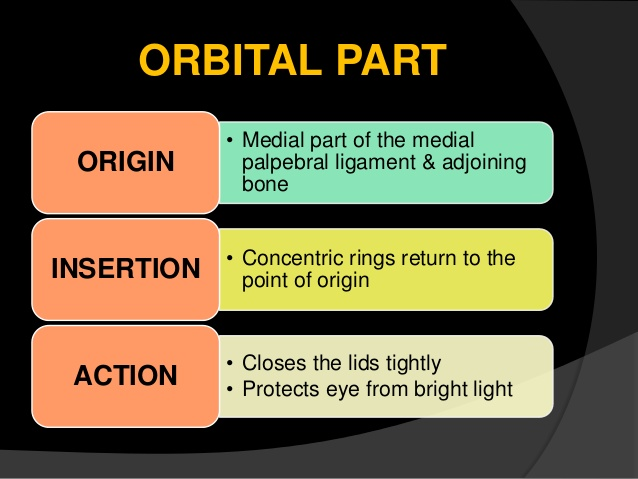 ORBITAL PART
ORIGIN
• Medial part of the medial
palpebral ligament & adjoining
bone
INSERTION
• Concentric rings return to the
point of origin
ACTION
• Closes the lids tightly
• Protects eye from bright light